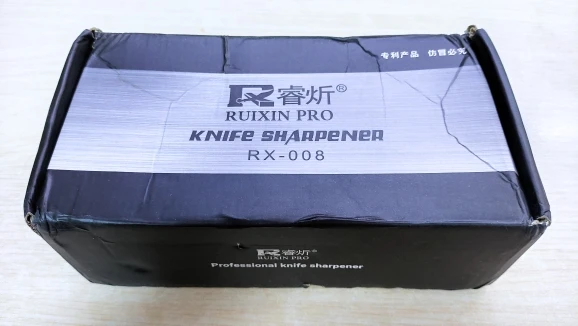 专利产品 仿冒必究
睿炘®
RUIXIN PRO
KNIFE SHARPENER
RX-008
睿炘®
RUIXIN PRO
Professional knife sharpener